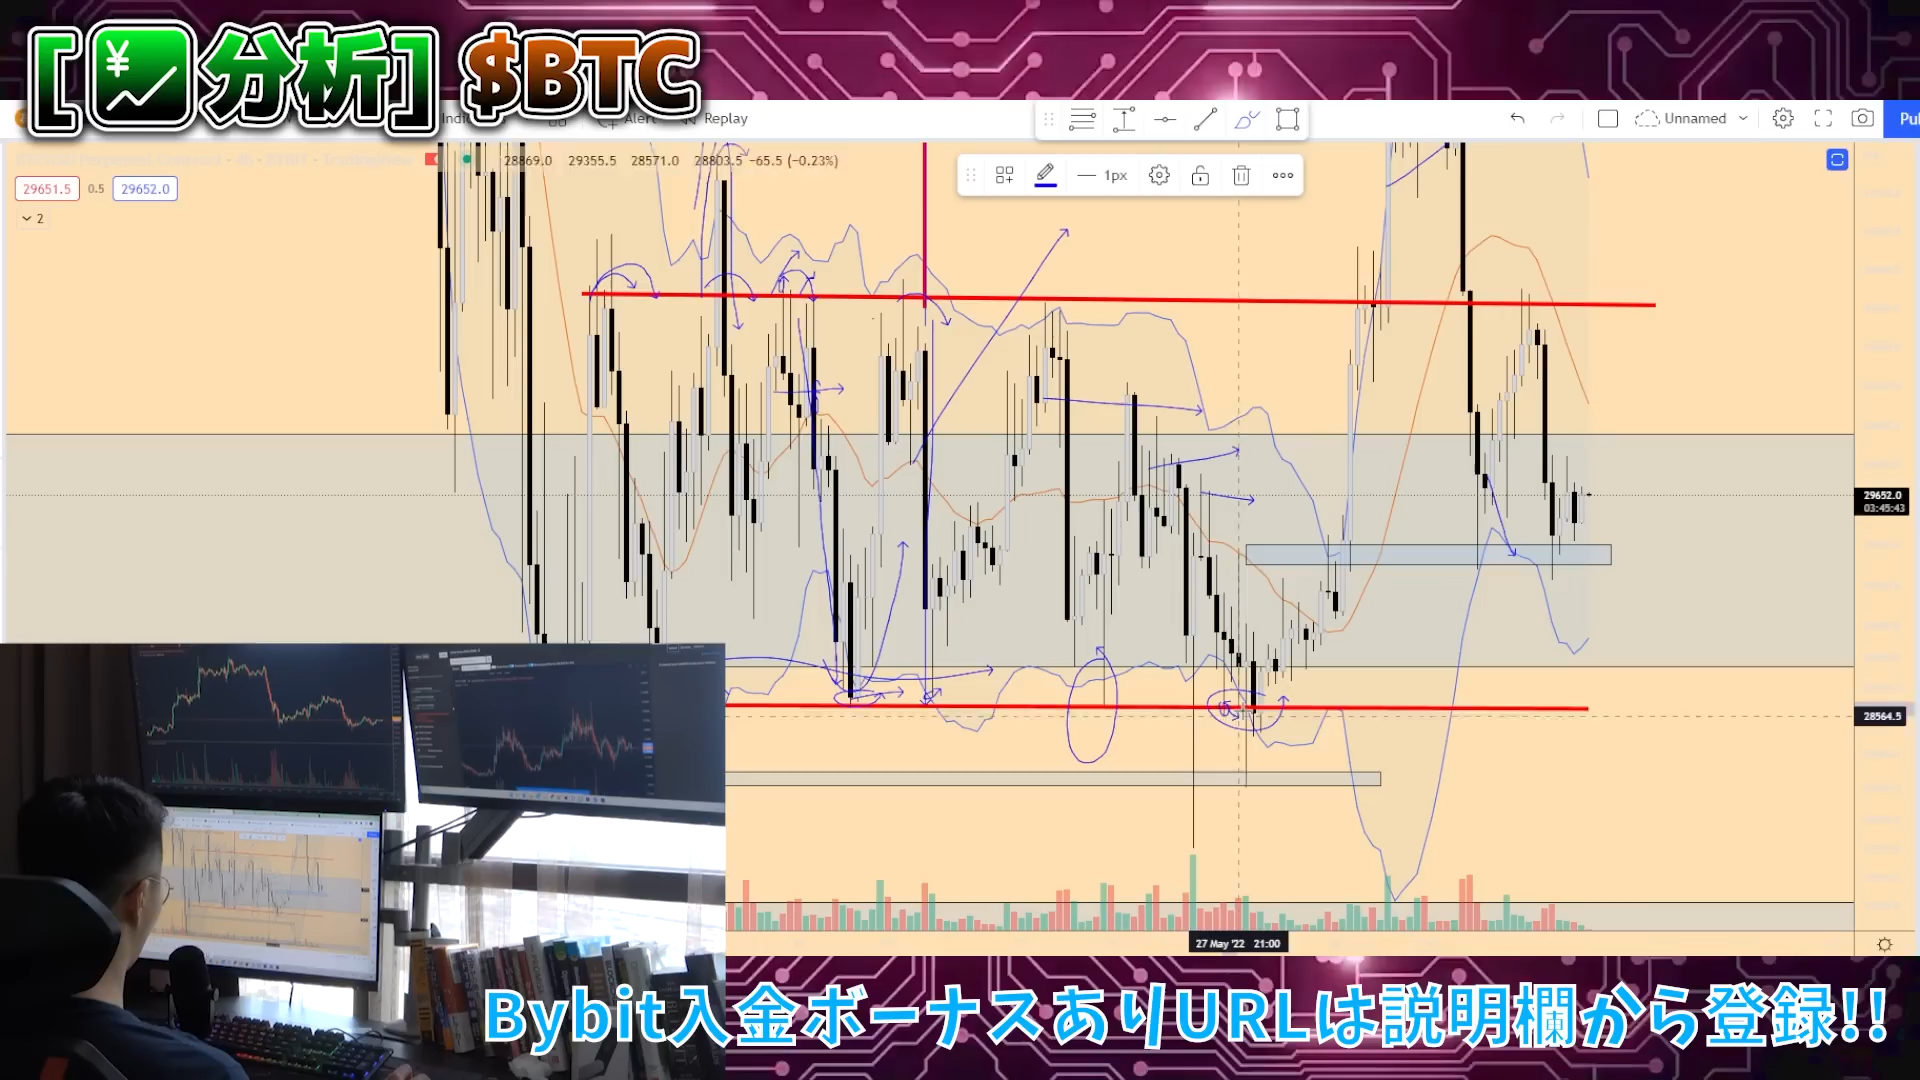 [¥分析] $BTC
Alert Replay
Unnamed
28869.0 29355.5 28571.0 28803.5 −65.5 (−0.23%)
1px
29651.5 0.5 29652.0
2
29652.0
03:45:43
28564.5
27 May '22 21:00
Bybit入金ボーナスありURLは説明欄から登録!!